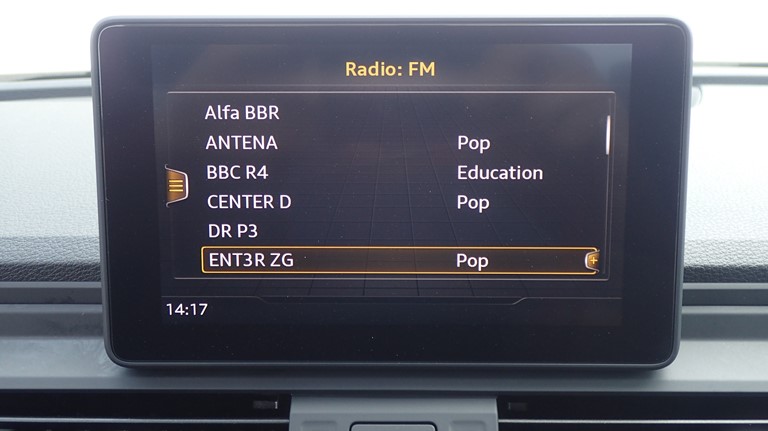 Radio: FM
Alfa BBR
ANTENA Pop
BBC R4 Education
CENTER D Pop
DR P3
ENT3R ZG Pop
14:17